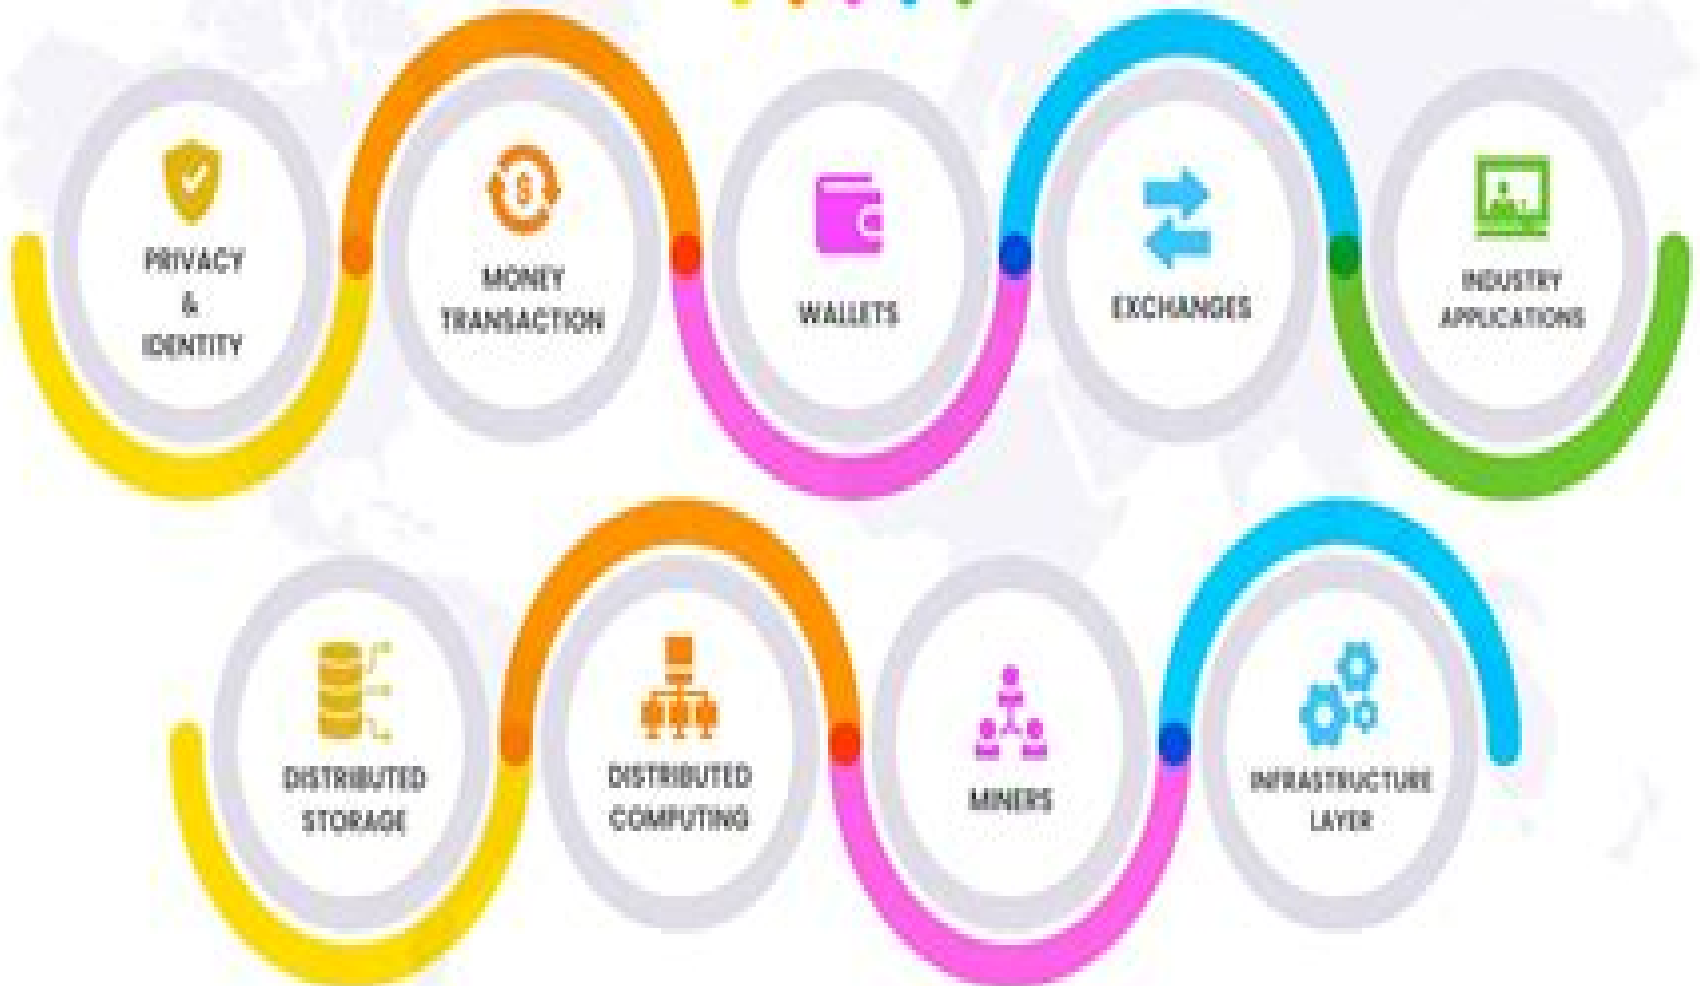 PRIVACY
&
IDENTITY
MONEY
TRANSACTION
WALLETS
EXCHANGES
INDUSTRY
APPLICATIONS
DISTRIBUTED
STORAGE
DISTRIBUTED
COMPUTING
MINERS
INFRASTRUCTURE
LAYER